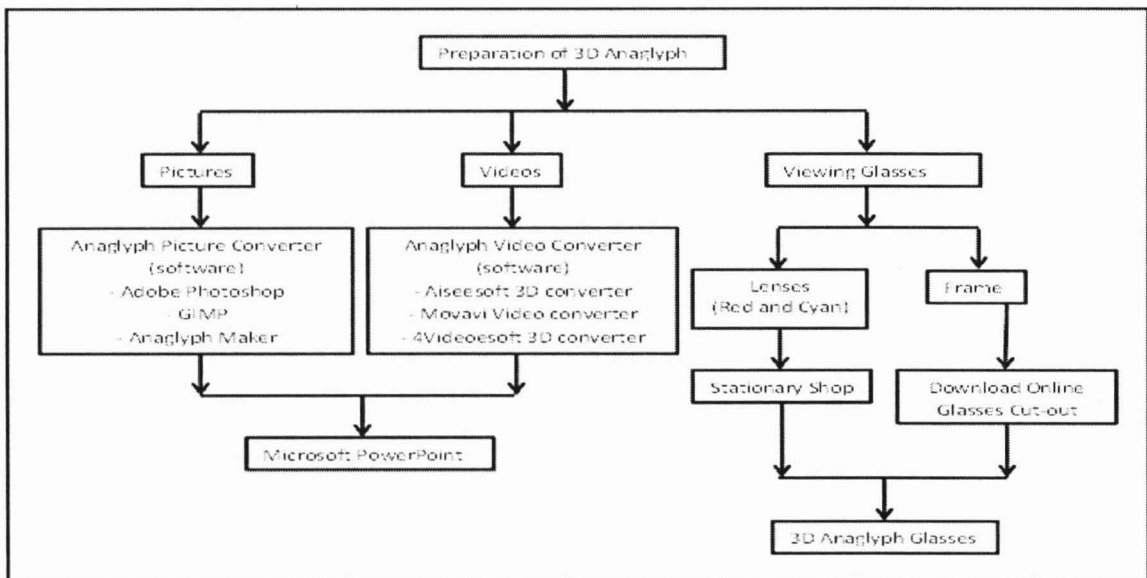 Preparation of 3D Anaglyph
Pictures
Videos
Viewing Glasses
Anaglyph Picture Converter
(software)
- Adobe Photoshop
- GIMP
- Anaglyph Maker
Anaglyph Video Converter
(software)
- Aiseesoft 3D converter
- Movavi Video converter
- 4Videoesoft 3D converter
Lenses
(Red and Cyan)
Frame
Stationary Shop
Download Online
Glasses Cut-out
Microsoft PowerPoint
3D Anaglyph Glasses